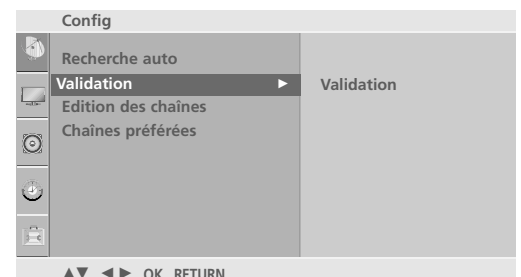 Config
Recherche auto
Validation ► Validation
Edition des chaînes
Chaînes préférées
▲▼ ◄► OK RETURN